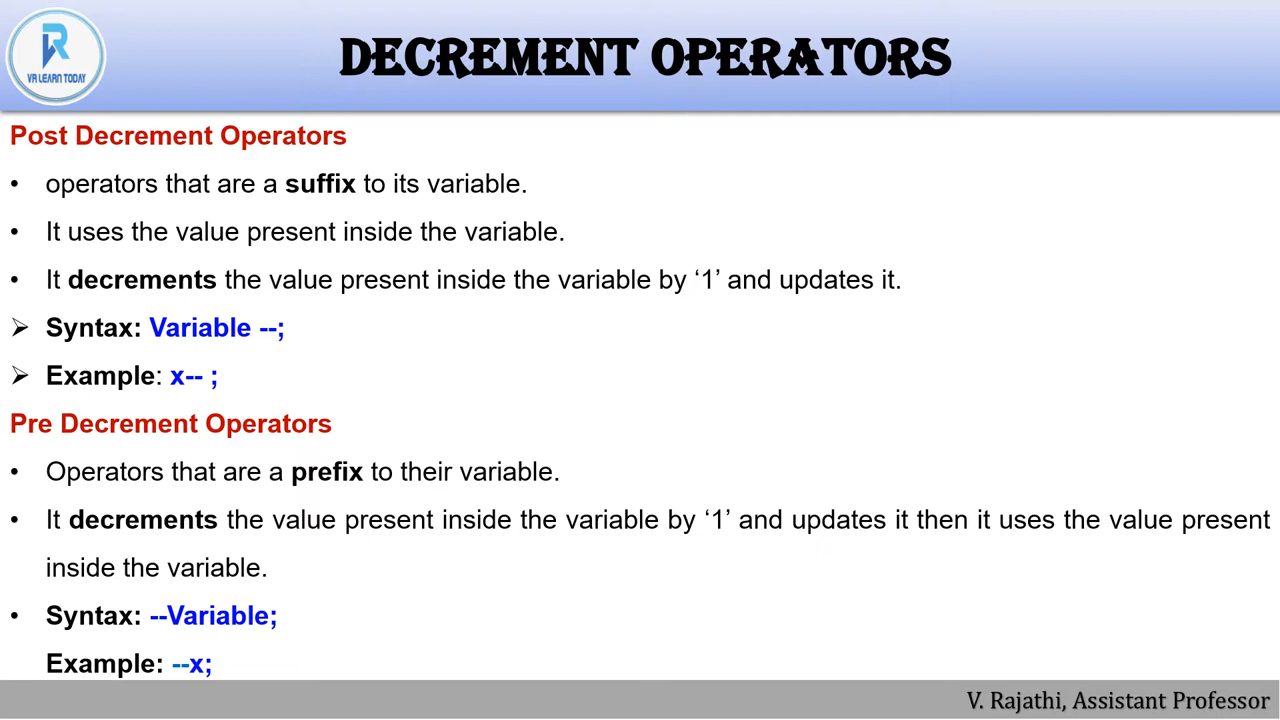 VR LEARN TODAY
DECREMENT OPERATORS
Post Decrement Operators
• operators that are a suffix to its variable.
• It uses the value present inside the variable.
• It decrements the value present inside the variable by ‘1’ and updates it.
➢ Syntax: Variable --;
➢ Example: x-- ;
Pre Decrement Operators
• Operators that are a prefix to their variable.
• It decrements the value present inside the variable by ‘1’ and updates it then it uses the value present
inside the variable.
• Syntax: --Variable;
Example: --x;
V. Rajathi, Assistant Professor